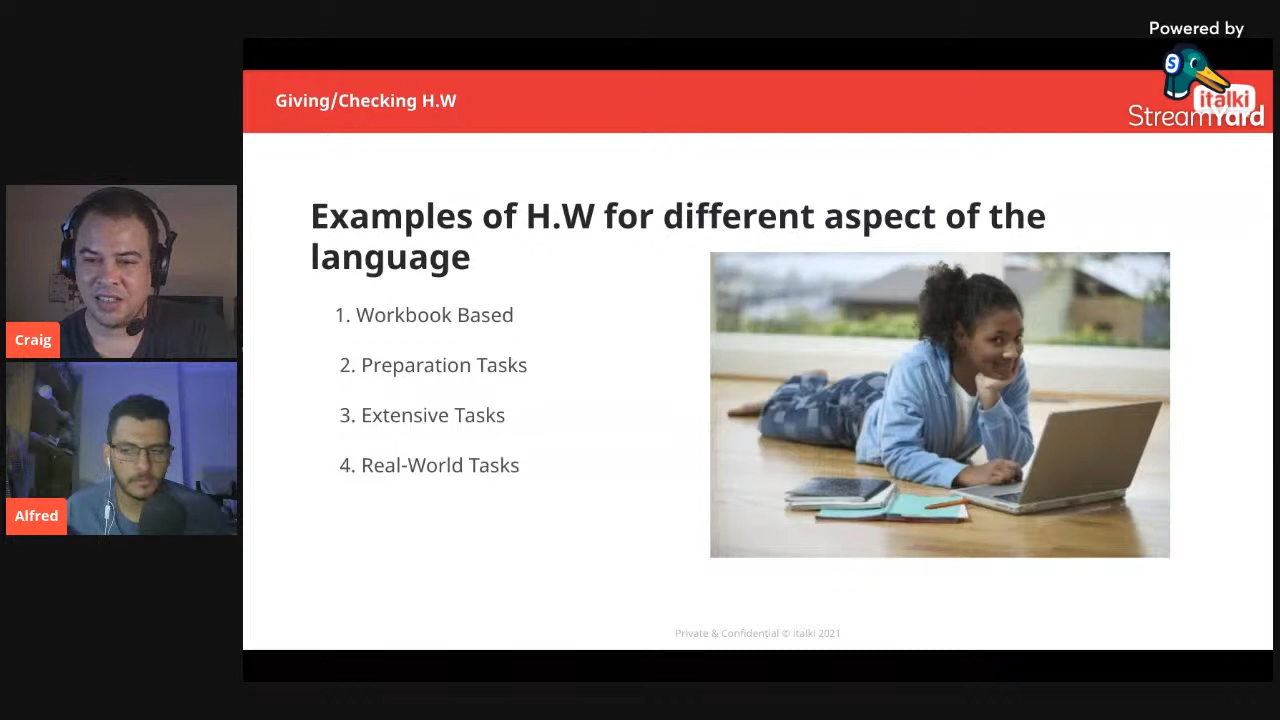 Powered by
S
italki
StreamYard
Giving/Checking H.W
Examples of H.W for different aspect of the
language
1. Workbook Based
2. Preparation Tasks
3. Extensive Tasks
4. Real-World Tasks
Craig
Alfred
Private & Confidential © italki 2021